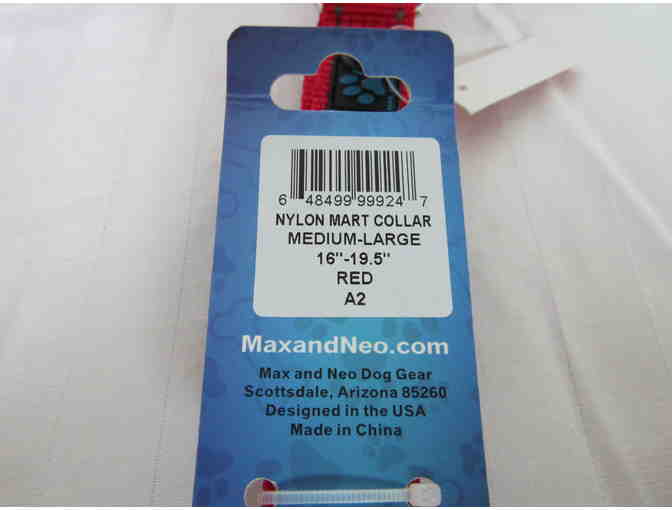 6 48499 99924 7
NYLON MART COLLAR
MEDIUM-LARGE
16"-19.5"
RED
A2
MaxandNeo.com
Max and Neo Dog Gear
Scottsdale, Arizona 85260
Designed in the USA
Made in China